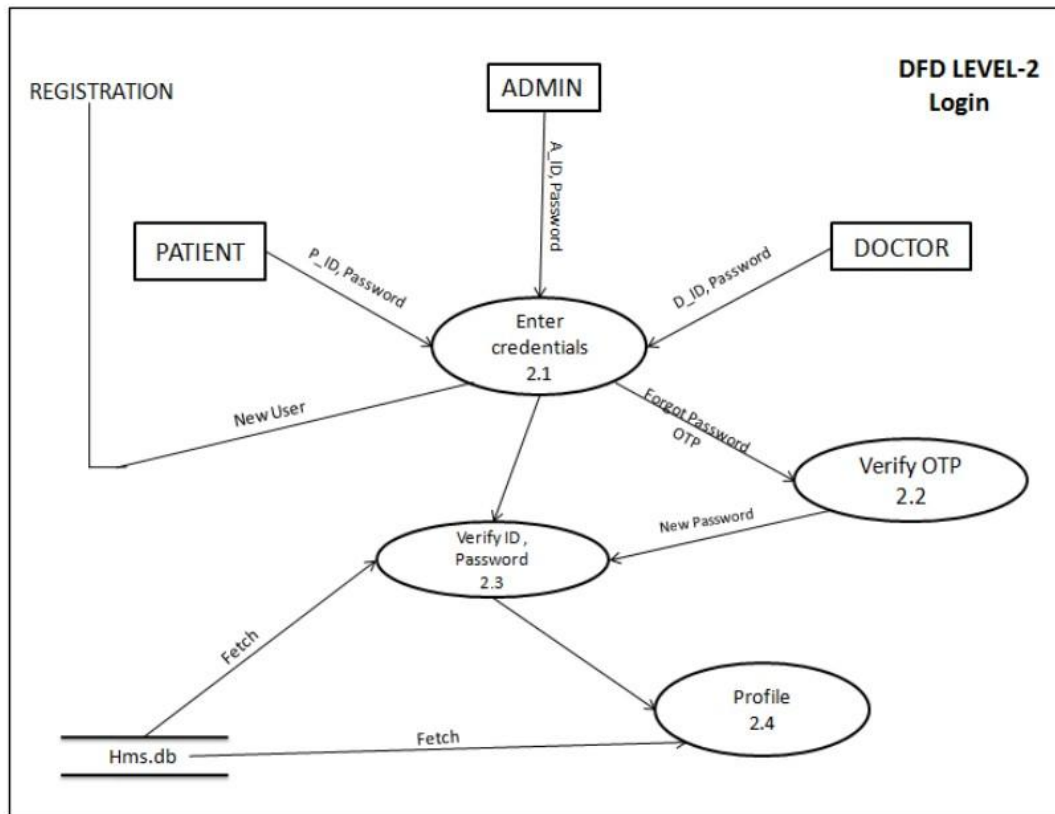 DFD LEVEL-2
Login
REGISTRATION
ADMIN
A_ID, Password
PATIENT
P_ID, Password
DOCTOR
D_ID, Password
Enter
credentials
2.1
New User
Forgot Password
OTP
Verify OTP
2.2
New Password
Verify ID ,
Password
2.3
Fetch
Profile
2.4
Hms.db
Fetch